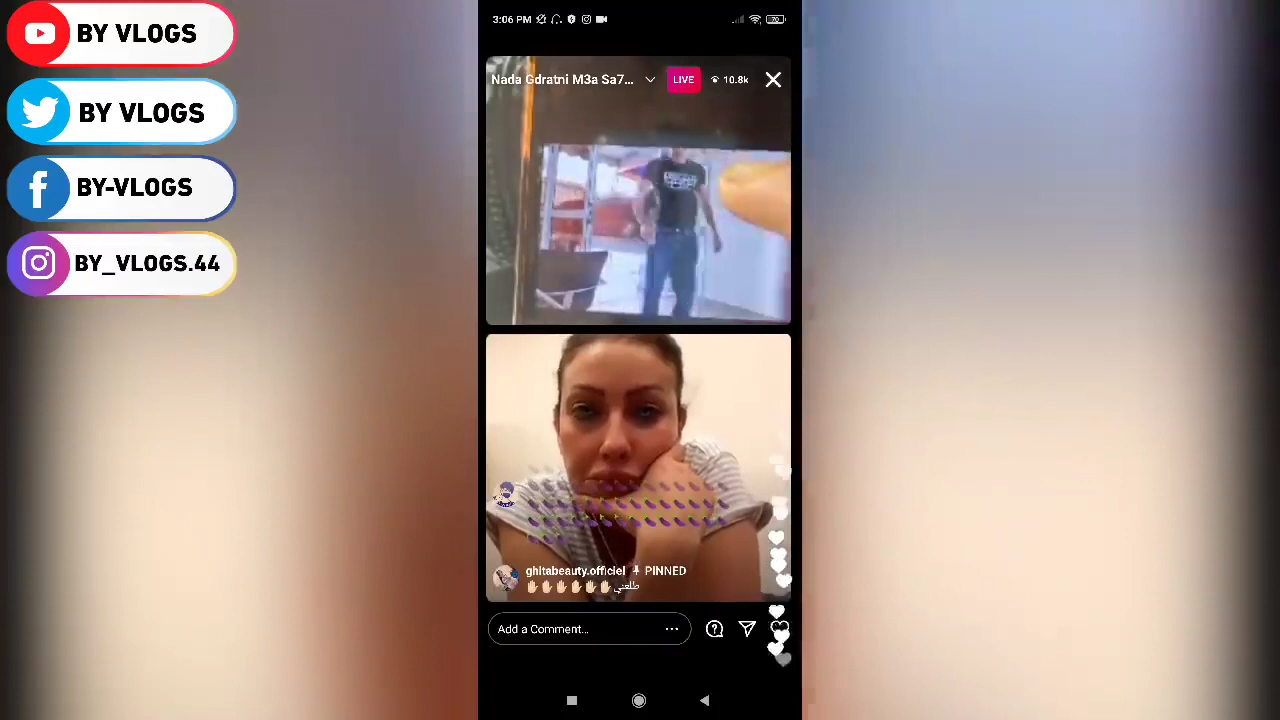 BY VLOGS
BY VLOGS
BY-VLOGS
BY_VLOGS.44
3:06 PM
70
Nada Gdratni M3a Sa7...
LIVE
10.8k
ghitabeauty.officiel PINNED
طلعني
Add a Comment...